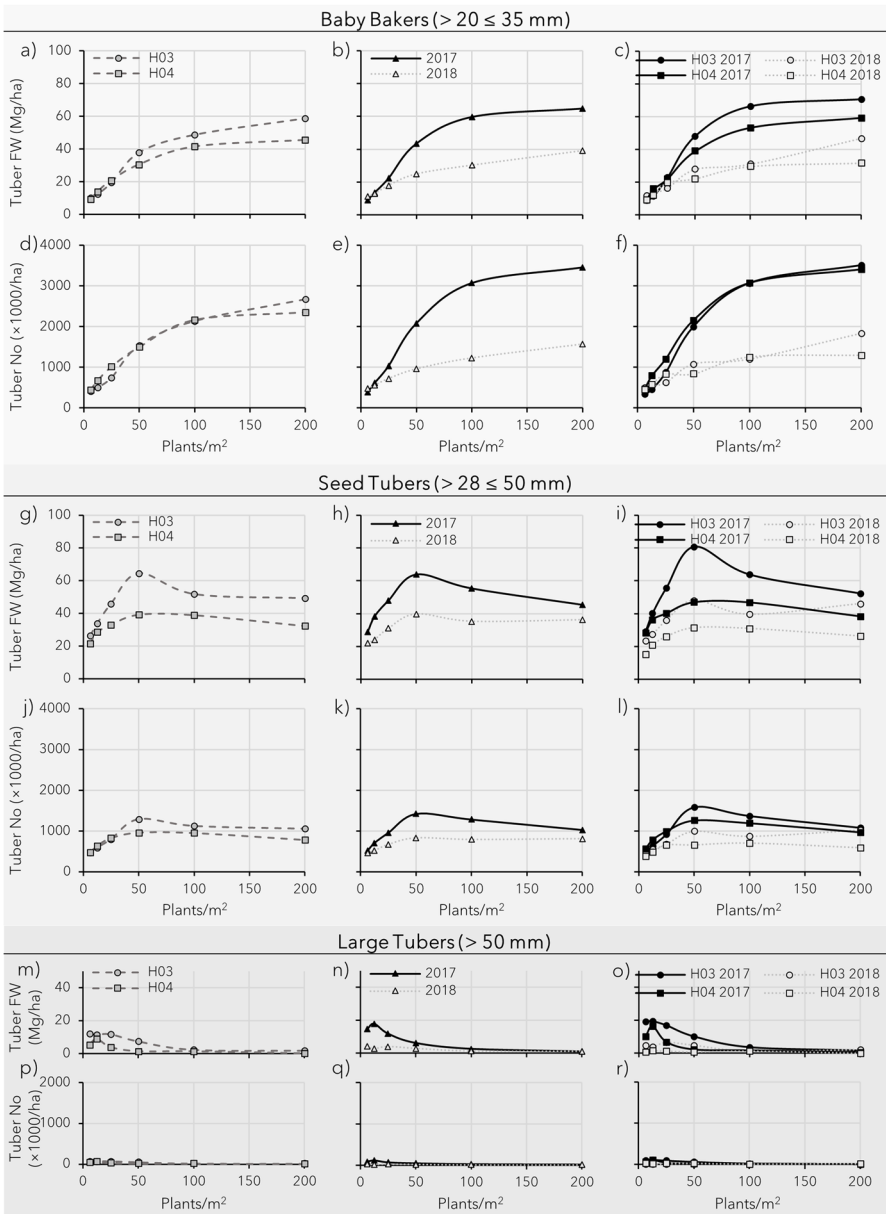 Baby Bakers (> 20 ≤ 35 mm)
a) H03 H04
b) 2017 2018
c) H03 2017 H03 2018
H04 2017 H04 2018
Tuber FW (Mg/ha)
100
80
60
40
20
0
d) e) f)
Tuber No (×1000/ha)
4000
3000
2000
1000
0
0 50 100 150 200 0 50 100 150 200 0 50 100 150 200
Plants/m² Plants/m² Plants/m²
Seed Tubers (> 28 ≤ 50 mm)
g) H03 H04
h) 2017 2018
i) H03 2017 H03 2018
H04 2017 H04 2018
Tuber FW (Mg/ha)
100
80
60
40
20
0
j) k) l)
Tuber No (×1000/ha)
4000
3000
2000
1000
0
0 50 100 150 200 0 50 100 150 200 0 50 100 150 200
Plants/m² Plants/m² Plants/m²
Large Tubers (> 50 mm)
m) H03 H04
n) 2017 2018
o) H03 2017 H03 2018
H04 2017 H04 2018
Tuber FW
(Mg/ha)
40
20
0
p) q) r)
Tuber No
(×1000/ha)
2000
1000
0
0 50 100 150 200 0 50 100 150 200 0 50 100 150 200
Plants/m² Plants/m² Plants/m²